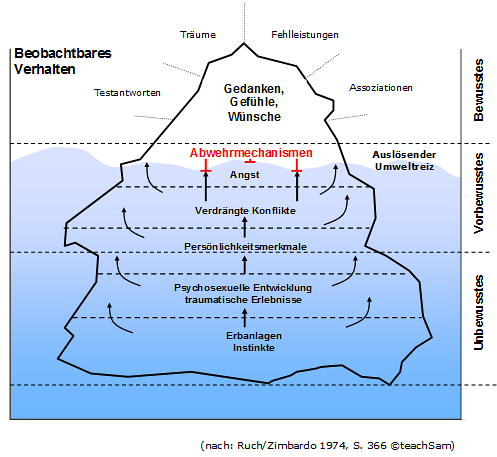 Träume
Fehlleistungen
Beobachtbares
Verhalten
Testantworten
Assoziationen
Gedanken,
Gefühle,
Wünsche
Bewusstes
Abwehrmechanismen
Auslösender
Umweltreiz
Angst
Vorbewusstes
Verdrängte Konflikte
Persönlichkeitsmerkmale
Psychosexuelle Entwicklung
traumatische Erlebnisse
Unbewusstes
Erbanlagen
Instinkte
(nach: Ruch/Zimbardo 1974, S. 366 ©teachSam)